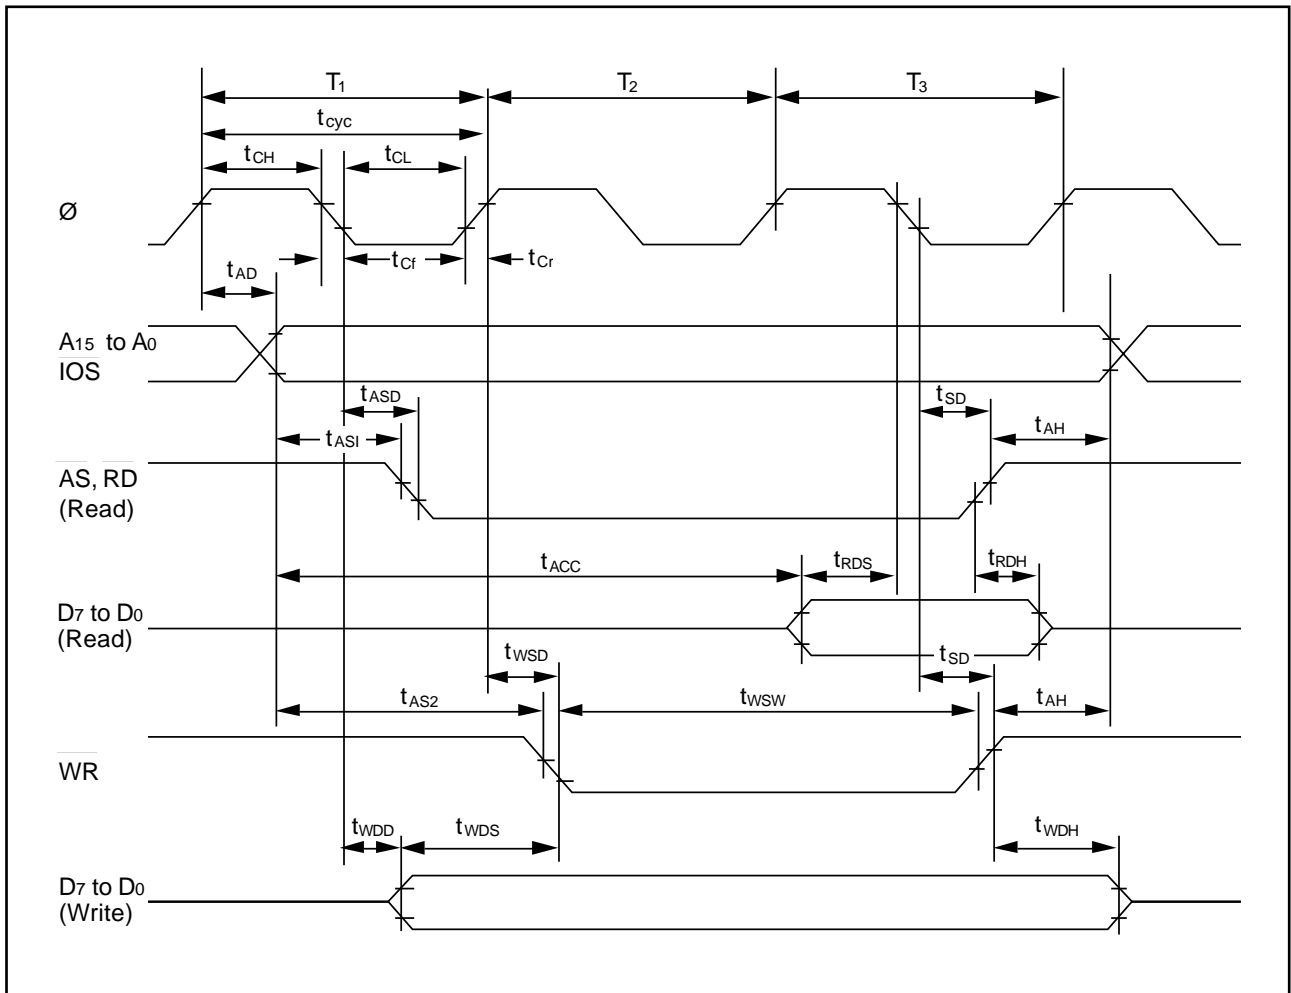 T1 T2 T3
tcyc
tCH tCL
Ø
tCf tCr
tAD
A15 to A0
IOS
tASD tSD
tASI tAH
AS, RD
(Read)
tACC tRDS tRDH
D7 to D0
(Read)
tWSD tSD
tAS2 tWSW tAH
WR
tWDD tWDS tWDH
D7 to D0
(Write)